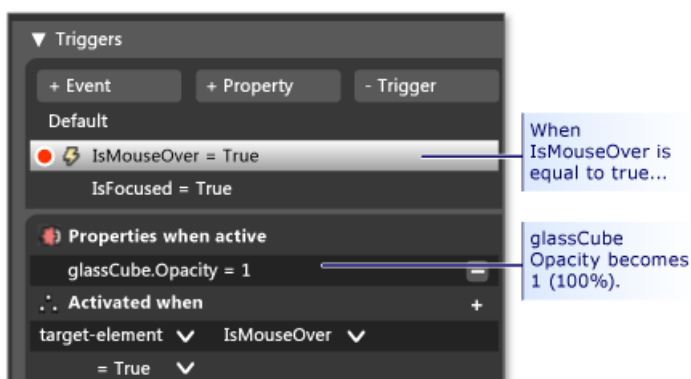 Triggers
+ Event + Property - Trigger
Default
IsMouseOver = True
IsFocused = True
Properties when active
glassCube.Opacity = 1
Activated when +
target-element IsMouseOver
= True
When
IsMouseOver is
equal to true...
glassCube
Opacity becomes
1 (100%).